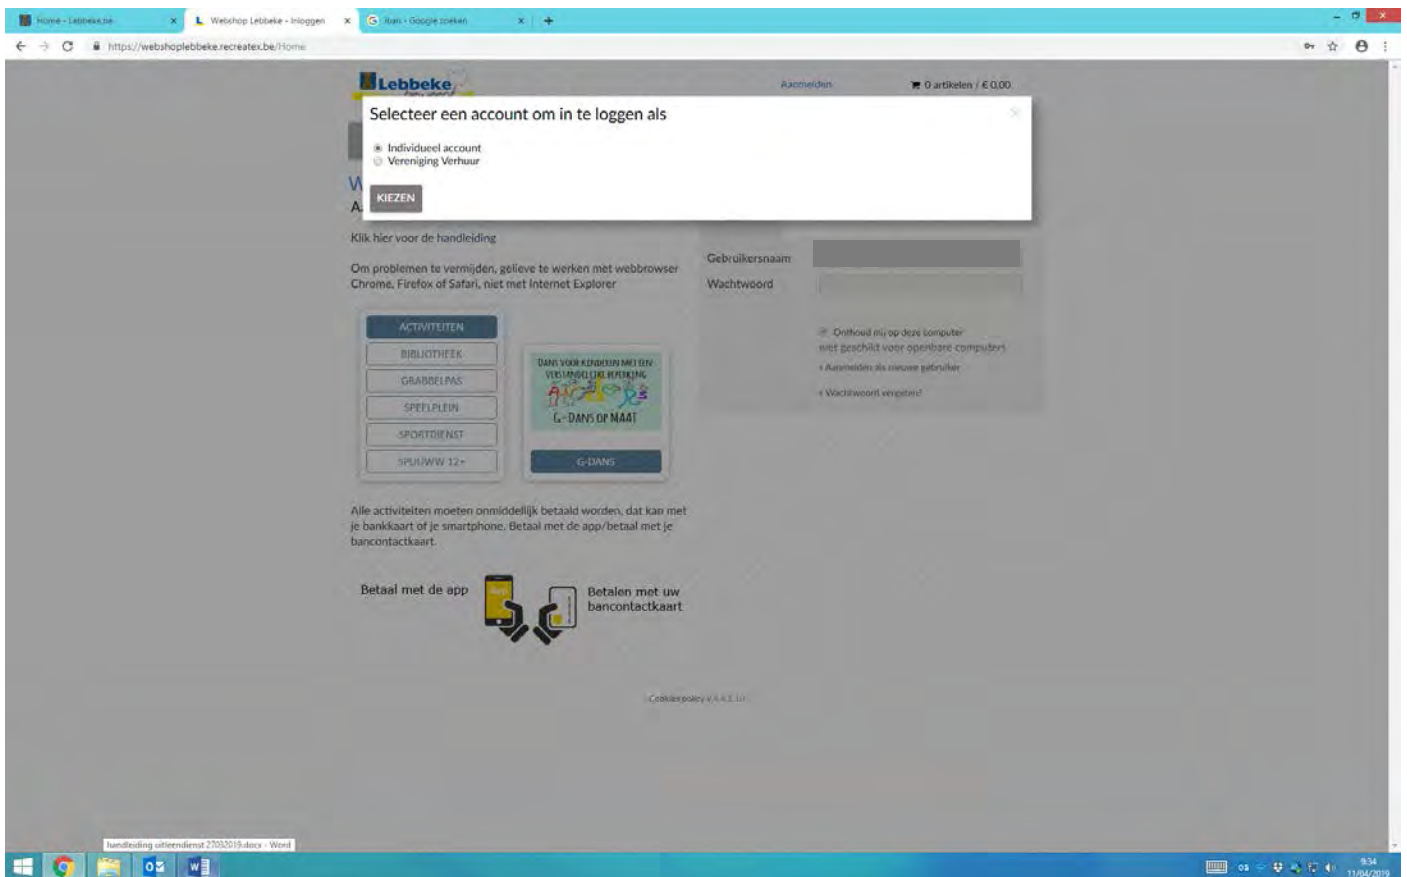 Home - Lebbeke.be
Webshop Lebbeke - Inloggen
iban - Google zoeken
https://webshoplebbeke.recreatex.be/Home
Lebbeke
Aanmelden
0 artikelen / € 0,00
Selecteer een account om in te loggen als
Individueel account
Vereniging Verhuur
KIEZEN
W
A
Klik hier voor de handleiding
Om problemen te vermijden, gelieve te werken met webbrowser
Chrome, Firefox of Safari, niet met Internet Explorer
Gebruikersnaam
Wachtwoord
Onthoud mij op deze computer
niet geschikt voor openbare computers
Aanmelden als nieuwe gebruiker
Wachtwoord vergeten?
ACTIVITEITEN
BIBLIOTHEEK
GRABBELPAS
SPEELPLEIN
SPORTDIENST
SPUUWW 12+
DANS VOOR KINDEREN MET EEN
VERSTANDELIJKE BEPERKING
G-DANS OP MAAT
G-DANS
Alle activiteiten moeten onmiddellijk betaald worden, dat kan met
je bankkaart of je smartphone. Betaal met de app/betaal met je
bancontactkaart.
Betaal met de app
Betalen met uw
bancontactkaart
Cookies policy
handleiding uitleendienst 27032019.docx - Word
9:34
11/04/2019